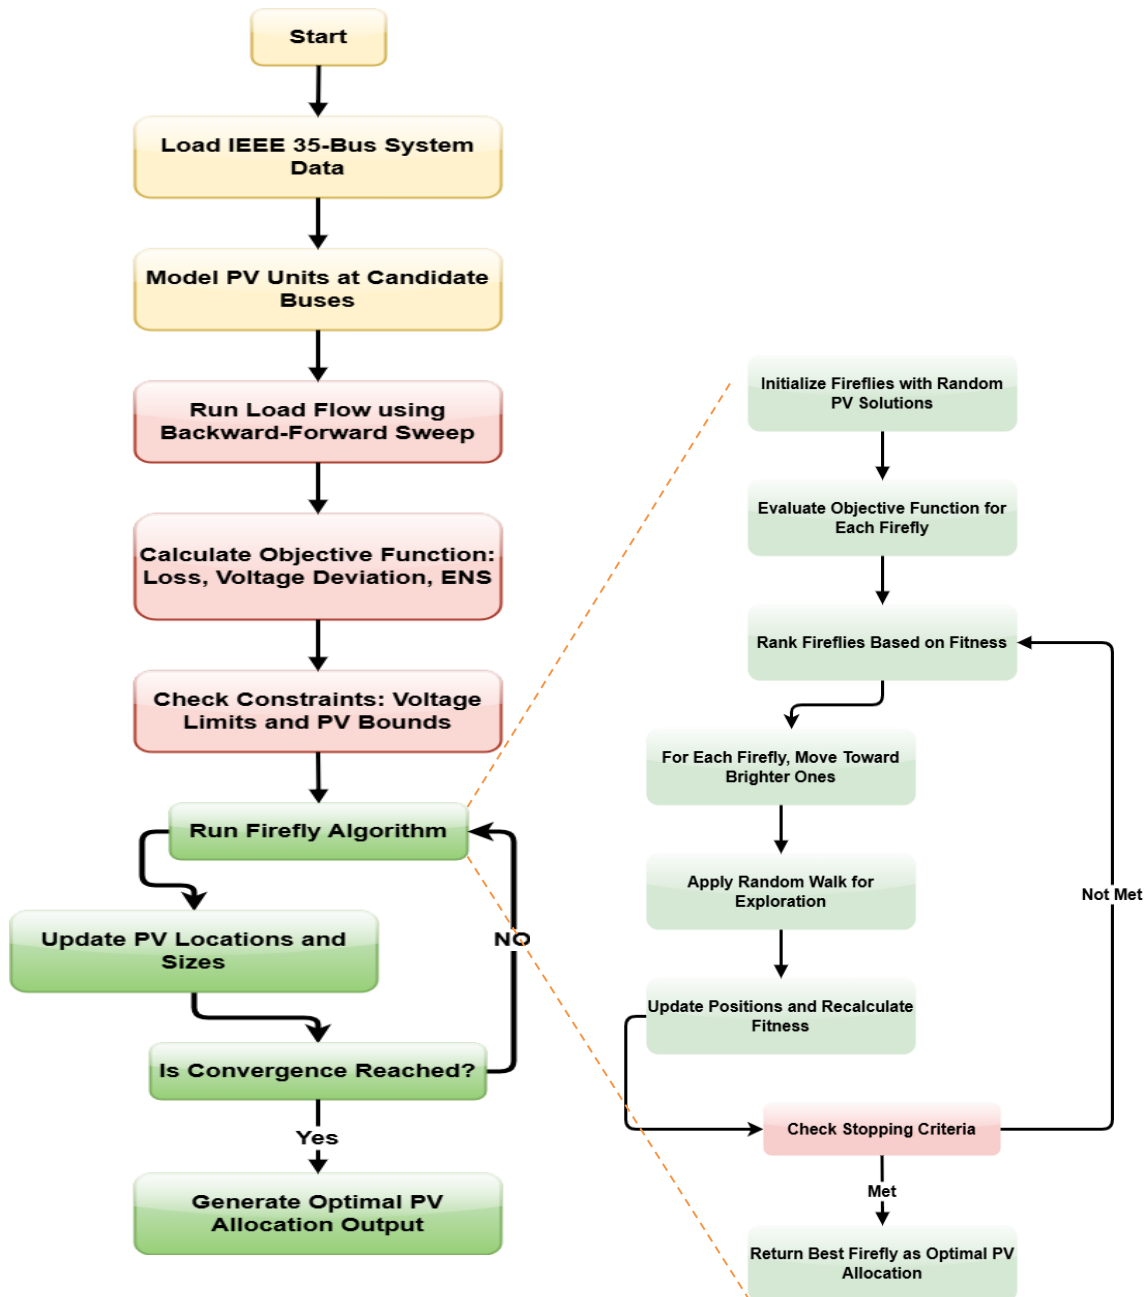 Start
Load IEEE 35-Bus System
Data
Model PV Units at Candidate
Buses
Run Load Flow using
Backward-Forward Sweep
Calculate Objective Function:
Loss, Voltage Deviation, ENS
Check Constraints: Voltage
Limits and PV Bounds
Run Firefly Algorithm
Update PV Locations and
Sizes
NO
Is Convergence Reached?
Yes
Generate Optimal PV
Allocation Output
Initialize Fireflies with Random
PV Solutions
Evaluate Objective Function for
Each Firefly
Rank Fireflies Based on Fitness
For Each Firefly, Move Toward
Brighter Ones
Apply Random Walk for
Exploration
Not Met
Update Positions and Recalculate
Fitness
Check Stopping Criteria
Met
Return Best Firefly as Optimal PV
Allocation